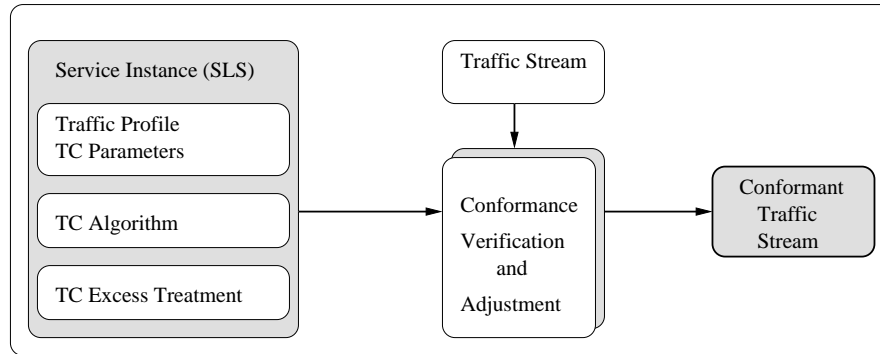 Service Instance (SLS)
Traffic Profile
TC Parameters
TC Algorithm
TC Excess Treatment
Traffic Stream
Conformance
Verification
and
Adjustment
Conformant
Traffic
Stream